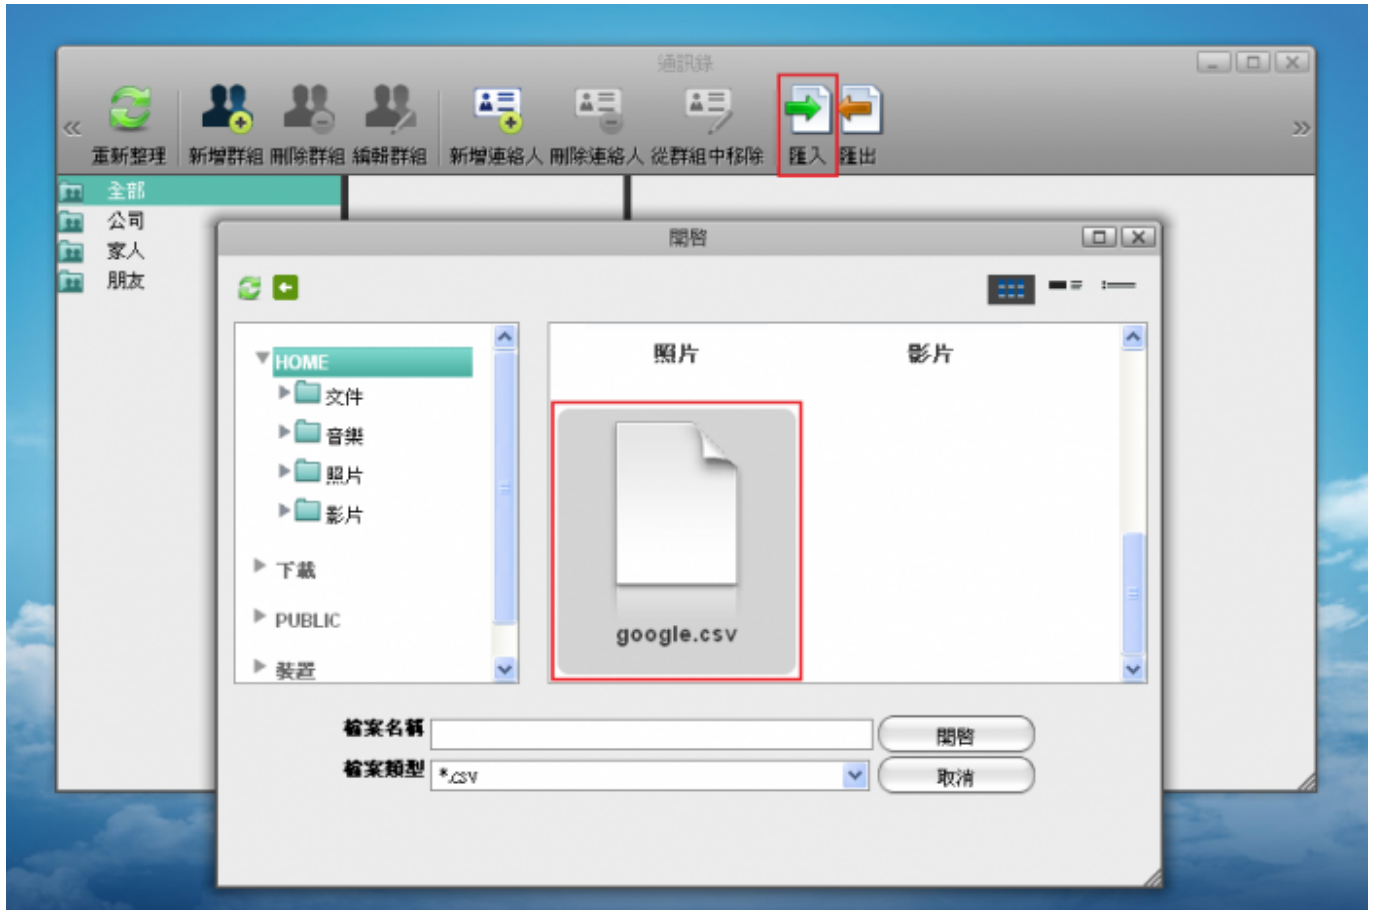 通訊錄
重新整理 新增群組 刪除群組 編輯群組 新增連絡人 刪除連絡人 從群組中移除 匯入 匯出
全部
公司
家人
朋友
開啓
HOME
文件
音樂
照片
影片
下載
PUBLIC
裝置
照片 影片
google.csv
檔案名稱
開啓
檔案類型 *.csv
取消